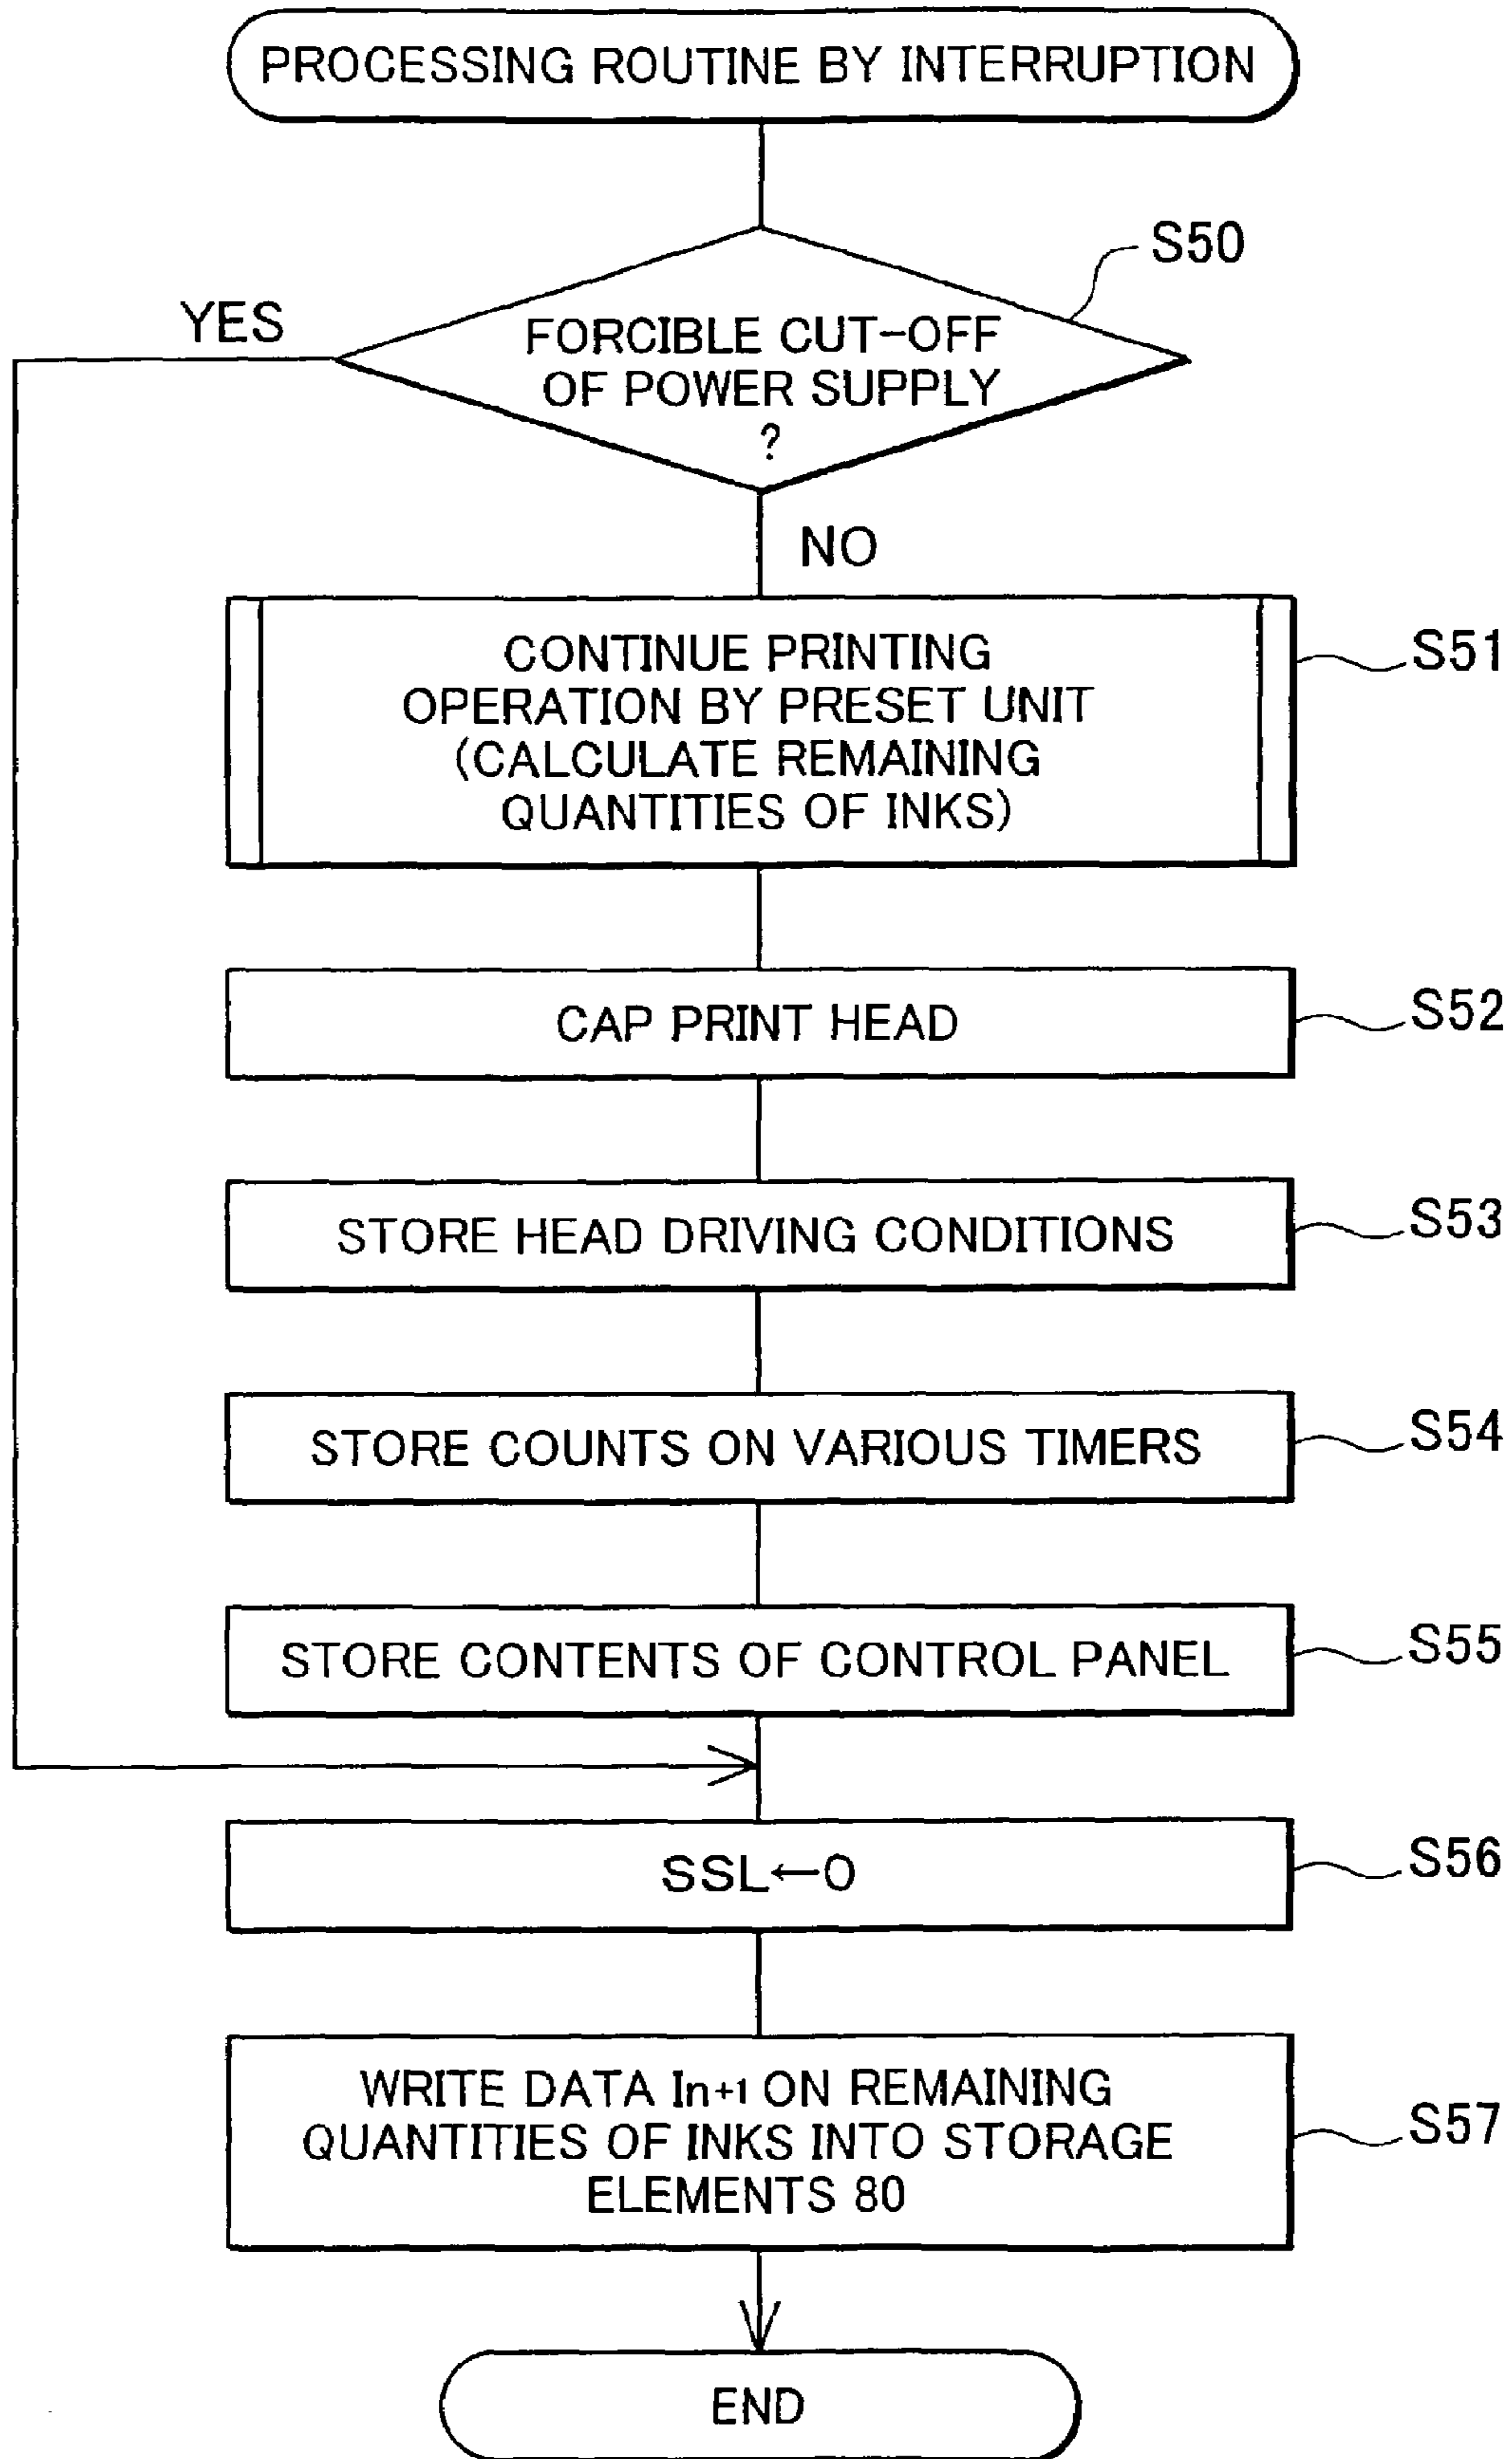 PROCESSING ROUTINE BY INTERRUPTION
S50
YES
FORCIBLE CUT-OFF
OF POWER SUPPLY
?
NO
CONTINUE PRINTING
OPERATION BY PRESET UNIT
(CALCULATE REMAINING
QUANTITIES OF INKS)
S51
CAP PRINT HEAD
S52
STORE HEAD DRIVING CONDITIONS
S53
STORE COUNTS ON VARIOUS TIMERS
S54
STORE CONTENTS OF CONTROL PANEL
S55
SSL←0
S56
WRITE DATA In+1 ON REMAINING
QUANTITIES OF INKS INTO STORAGE
ELEMENTS 80
S57
END